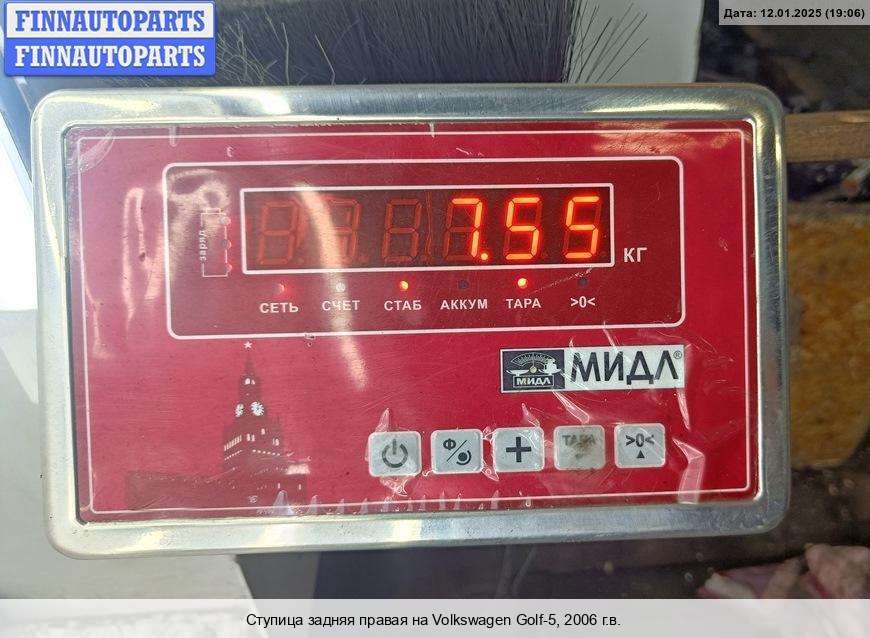 FINNAUTOPARTS
FINNAUTOPARTS
Дата: 12.01.2025 (19:06)
заряд
7.55 КГ
СЕТЬ СЧЕТ СТАБ АККУМ ТАРА >0<
МИДЛ МИДЛ®
Ф/ + ТАРА >0<
Ступица задняя правая на Volkswagen Golf-5, 2006 г.в.